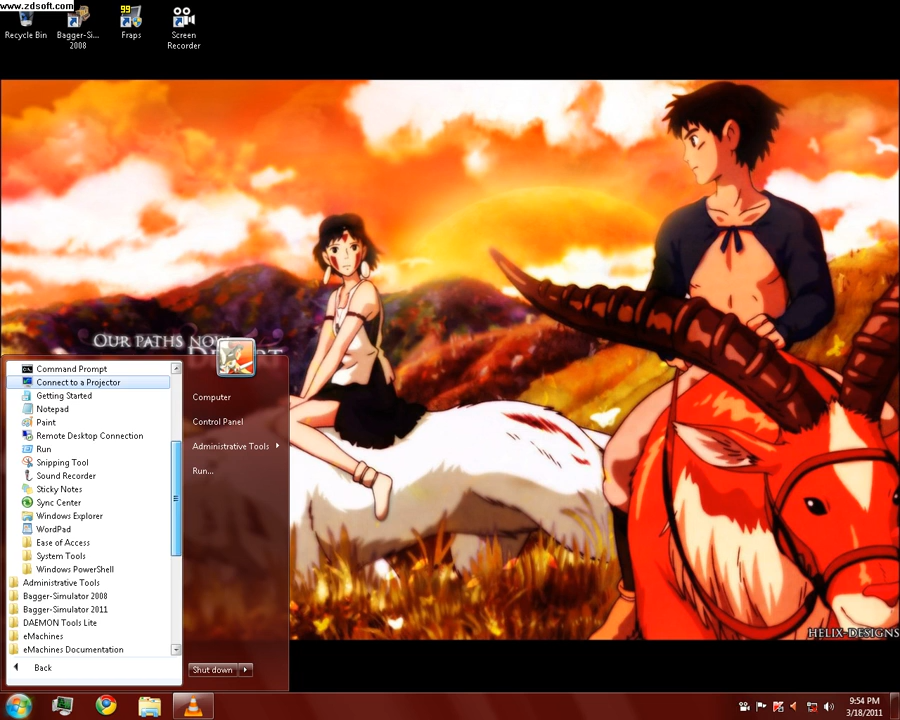 www.zdsoft.com
Recycle Bin
Bagger-Si...
2008
99
Fraps
Screen
Recorder
OUR PATHS NOW
Command Prompt
Connect to a Projector
Getting Started
Notepad
Paint
Remote Desktop Connection
Run
Snipping Tool
Sound Recorder
Sticky Notes
Sync Center
Windows Explorer
WordPad
Ease of Access
System Tools
Windows PowerShell
Administrative Tools
Bagger-Simulator 2008
Bagger-Simulator 2011
DAEMON Tools Lite
eMachines
eMachines Documentation
Back
Computer
Control Panel
Administrative Tools
Run...
Shut down
HELIX-DESIGNS
9:54 PM
3/18/2011